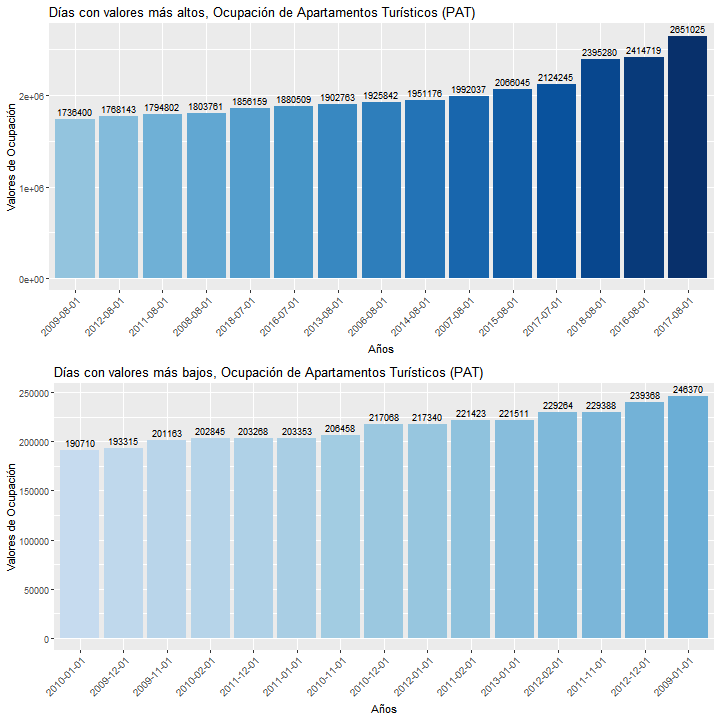 Días con valores más altos, Ocupación de Apartamentos Turísticos (PAT)
Valores de Ocupación
2e+06
1e+06
0e+00
1736400 1768143 1794802 1803761 1856159 1880509 1902763 1925842 1951176 1992037 2066045 2124245 2395280 2414719 2651025
2009-08-01 2012-08-01 2011-08-01 2008-08-01 2018-07-01 2016-07-01 2013-08-01 2006-08-01 2014-08-01 2007-08-01 2015-08-01 2017-07-01 2018-08-01 2016-08-01 2017-08-01
Años
Días con valores más bajos, Ocupación de Apartamentos Turísticos (PAT)
Valores de Ocupación
250000
200000
150000
100000
50000
0
190710 193315 201163 202845 203268 203353 206458 217068 217340 221423 221511 229264 229388 239368 246370
2010-01-01 2009-12-01 2009-11-01 2010-02-01 2011-12-01 2011-01-01 2010-11-01 2010-12-01 2012-01-01 2011-02-01 2013-01-01 2012-02-01 2011-11-01 2012-12-01 2009-01-01
Años